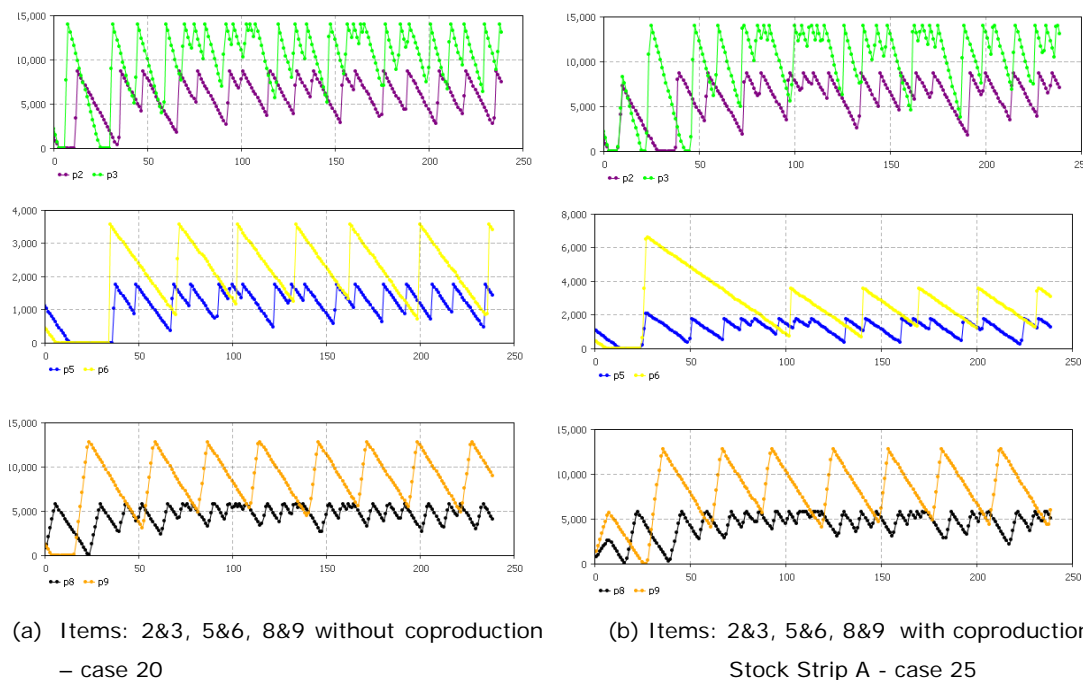 15,000
10,000
5,000
0
0 50 100 150 200 250
p2 p3
15,000
10,000
5,000
0
0 50 100 150 200 250
p2 p3
4,000
3,000
2,000
1,000
0
0 50 100 150 200 250
p5 p6
8,000
6,000
4,000
2,000
0
0 50 100 150 200 250
p5 p6
15,000
10,000
5,000
0
0 50 100 150 200 250
p8 p9
15,000
10,000
5,000
0
0 50 100 150 200 250
p8 p9
(a) Items: 2&3, 5&6, 8&9 without coproduction
– case 20
(b) Items: 2&3, 5&6, 8&9 with coproduction
Stock Strip A - case 25